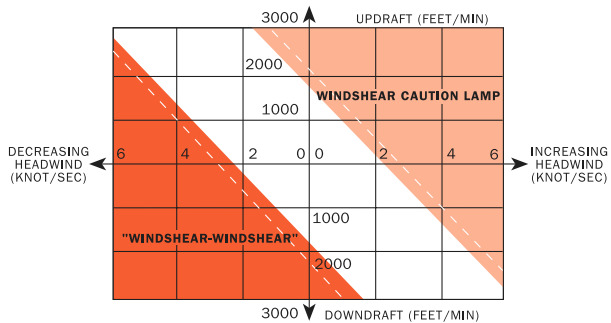 3000 UPDRAFT (FEET/MIN)
2000
WINDSHEAR CAUTION LAMP
1000
DECREASING
HEADWIND
(KNOT/SEC)
6 4 2 0 0 2 4 6
INCREASING
HEADWIND
(KNOT/SEC)
1000
"WINDSHEAR-WINDSHEAR"
2000
3000 DOWNDRAFT (FEET/MIN)